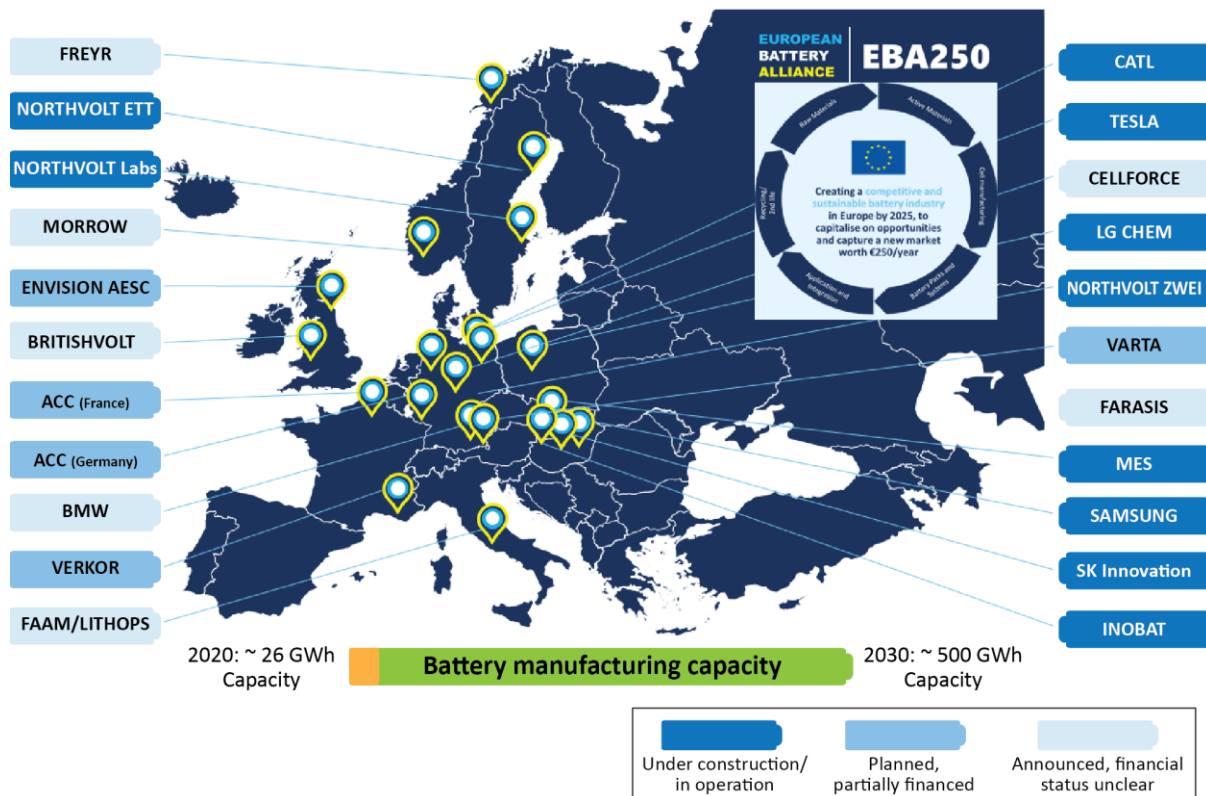 FREYR
NORTHVOLT ETT
NORTHVOLT Labs
MORROW
ENVISION AESC
BRITISHVOLT
ACC (France)
ACC (Germany)
BMW
VERKOR
FAAM/LITHOPS
EUROPEAN
BATTERY
ALLIANCE
EBA250
Raw Materials
Active Materials
Cell manufacturing
Battery Packs and
Systems
Application and
Integration
Recycling/
2nd life
Creating a competitive and
sustainable battery industry
in Europe by 2025, to
capitalise on opportunities
and capture a new market
worth €250/year
CATL
TESLA
CELLFORCE
LG CHEM
NORTHVOLT ZWEI
VARTA
FARASIS
MES
SAMSUNG
SK Innovation
INOBAT
2020: ~ 26 GWh
Capacity
Battery manufacturing capacity
2030: ~ 500 GWh
Capacity
Under construction/
in operation
Planned,
partially financed
Announced, financial
status unclear